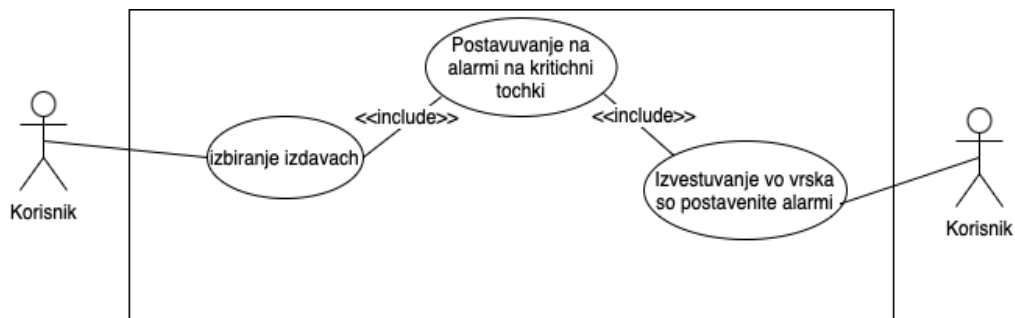 Postavuvanje na
alarmi na kritichni
tochki
<<include>>
<<include>>
izbiranje izdavach
Izvestuvanje vo vrska
so postavenite alarmi
Korisnik
Korisnik